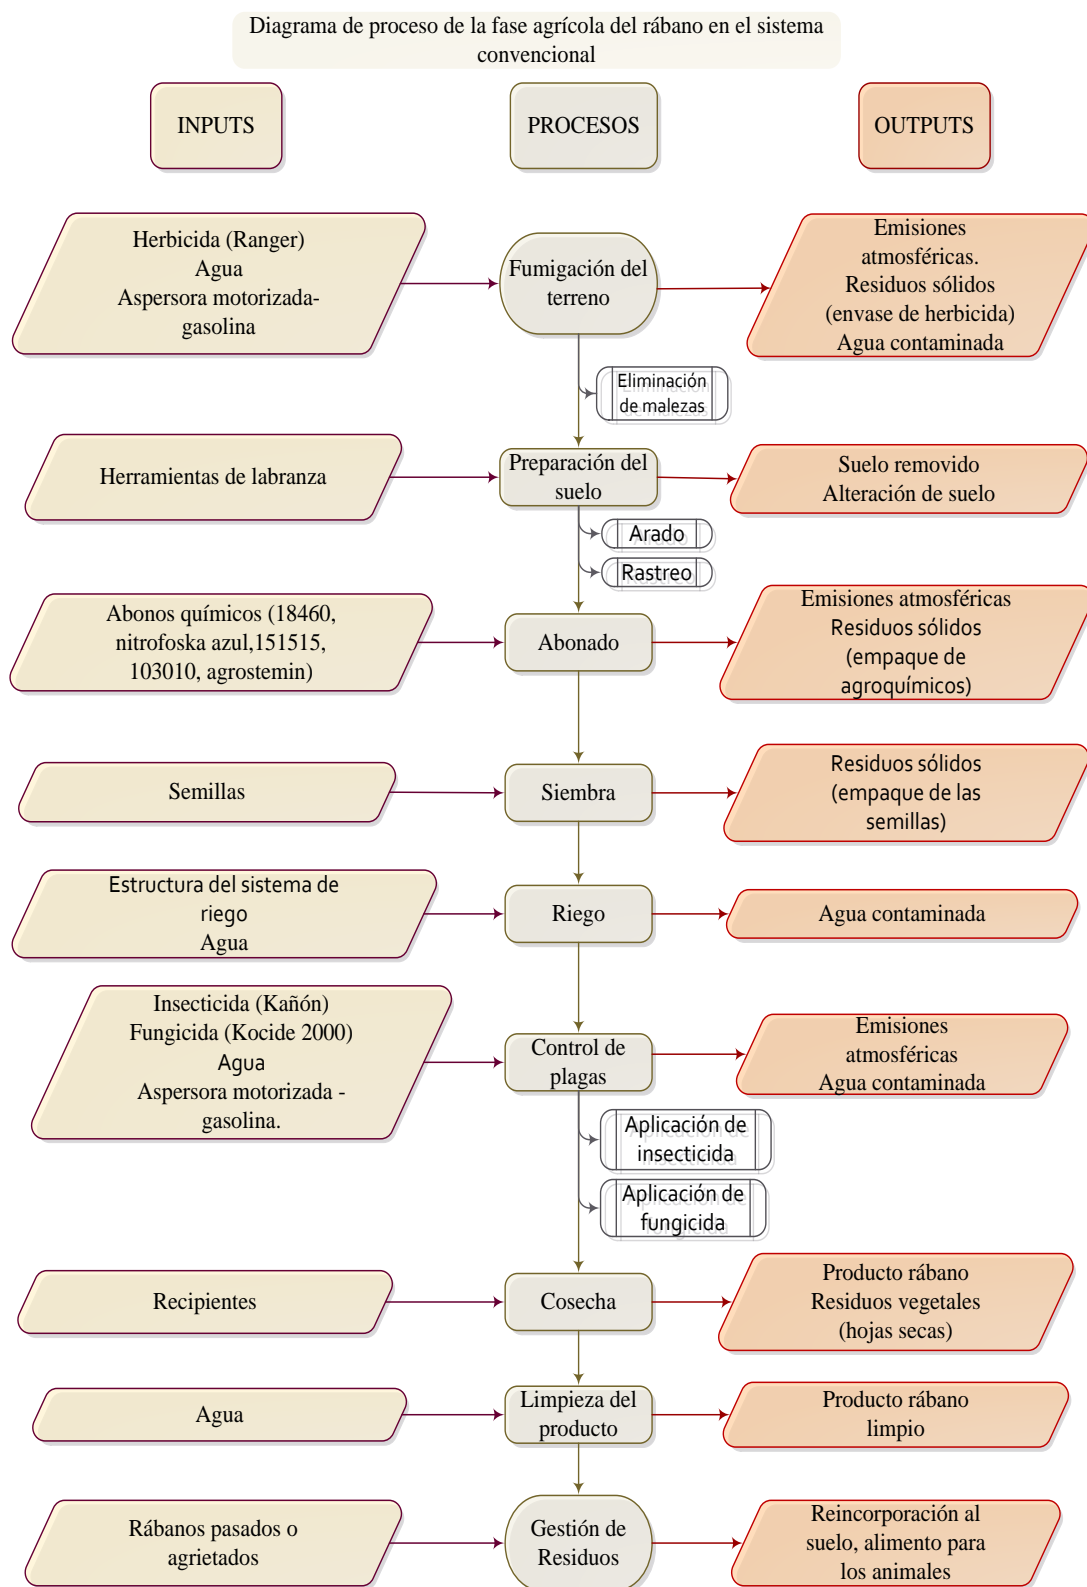 Diagrama de proceso de la fase agrícola del rábano en el sistema
convencional
INPUTS
PROCESOS
OUTPUTS
Herbicida (Ranger)
Agua
Aspersora motorizada-
gasolina
Fumigación del
terreno
Emisiones
atmosféricas.
Residuos sólidos
(envase de herbicida)
Agua contaminada
Eliminación
de malezas
Herramientas de labranza
Preparación del
suelo
Suelo removido
Alteración de suelo
Arado
Rastreo
Abonos químicos (18460,
nitrofoska azul,151515,
103010, agrostemin)
Abonado
Emisiones atmosféricas
Residuos sólidos
(empaque de
agroquímicos)
Semillas
Siembra
Residuos sólidos
(empaque de las
semillas)
Estructura del sistema de
riego
Agua
Riego
Agua contaminada
Insecticida (Kañón)
Fungicida (Kocide 2000)
Agua
Aspersora motorizada -
gasolina.
Control de
plagas
Emisiones
atmosféricas
Agua contaminada
Aplicación de
insecticida
Aplicación de
fungicida
Recipientes
Cosecha
Producto rábano
Residuos vegetales
(hojas secas)
Agua
Limpieza del
producto
Producto rábano
limpio
Rábanos pasados o
agrietados
Gestión de
Residuos
Reincorporación al
suelo, alimento para
los animales